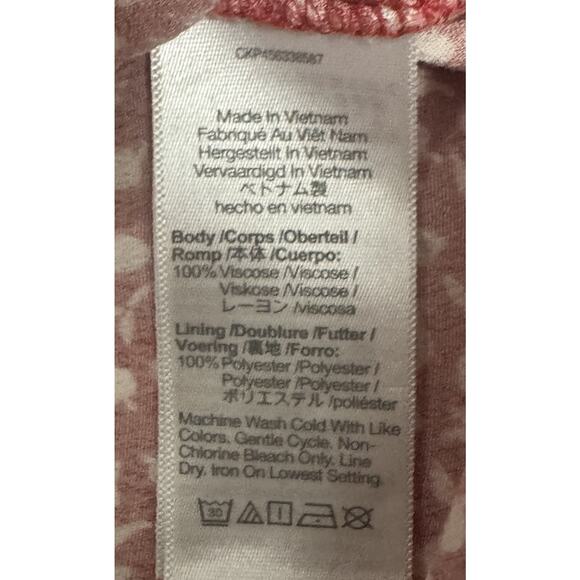 CKP456338587
Made In Vietnam
Fabriqué Au Viêt Nam
Hergestellt In Vietnam
Vervaardigd In Vietnam
ベトナム製
hecho en vietnam
Body /Corps /Oberteil /
Romp /本体 /Cuerpo:
100% Viscose /Viscose /
Viskose /Viscose /
レーヨン /viscosa
Lining /Doublure /Futter /
Voering /裏地 /Forro:
100% Polyester /Polyester /
Polyester /Polyester /
ポリエステル /poliéster
Machine Wash Cold With Like
Colors. Gentle Cycle. Non-
Chlorine Bleach Only. Line
Dry. Iron On Lowest Setting.
30